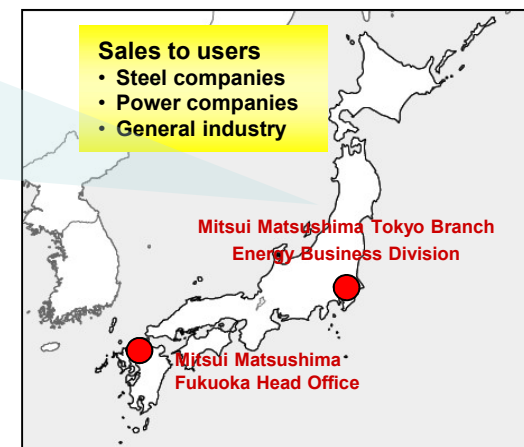 Sales to users
• Steel companies
• Power companies
• General industry
Mitsui Matsushima Tokyo Branch
Energy Business Division
Mitsui Matsushima
Fukuoka Head Office